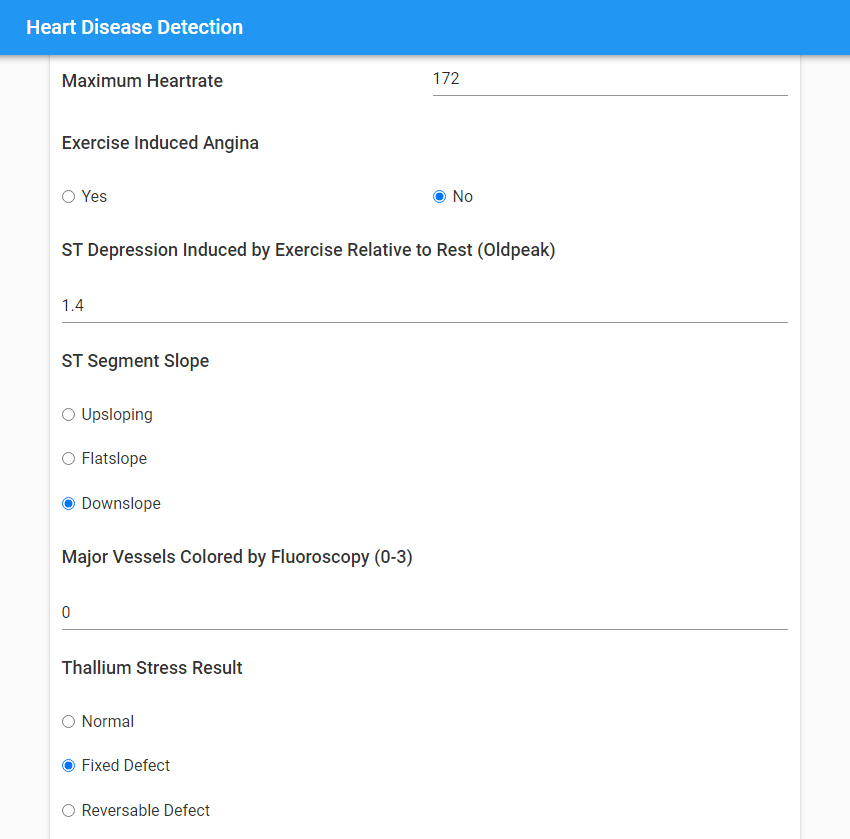 Heart Disease Detection
Maximum Heartrate 172
Exercise Induced Angina
Yes No
ST Depression Induced by Exercise Relative to Rest (Oldpeak)
1.4
ST Segment Slope
Upsloping
Flatslope
Downslope
Major Vessels Colored by Fluoroscopy (0-3)
0
Thallium Stress Result
Normal
Fixed Defect
Reversable Defect